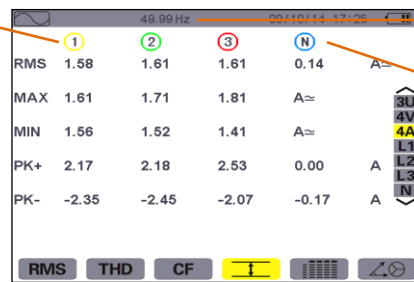 49.99 Hz 09/10/14 17:25
1 2 3 N
RMS 1.58 1.61 1.61 0.14 A≃
MAX 1.61 1.71 1.81 A≃
MIN 1.56 1.52 1.41 A≃
PK+ 2.17 2.18 2.53 0.00 A
PK- -2.35 -2.45 -2.07 -0.17 A
3U
4V
4A
L1
L2
L3
N
RMS THD CF